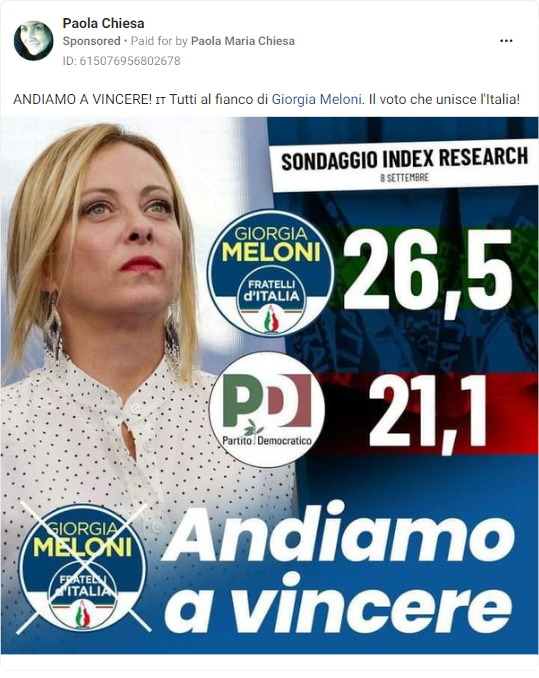 Paola Chiesa
Sponsored • Paid for by Paola Maria Chiesa
ID: 615076956802678
ANDIAMO A VINCERE! IT Tutti al fianco di Giorgia Meloni. Il voto che unisce l'Italia!
SONDAGGIO INDEX RESEARCH
8 SETTEMBRE
GIORGIA
MELONI
FRATELLI
d'ITALIA
26,5
PD
Partito Democratico
21,1
GIORGIA
MELONI
FRATELLI
d'ITALIA
Andiamo
a vincere